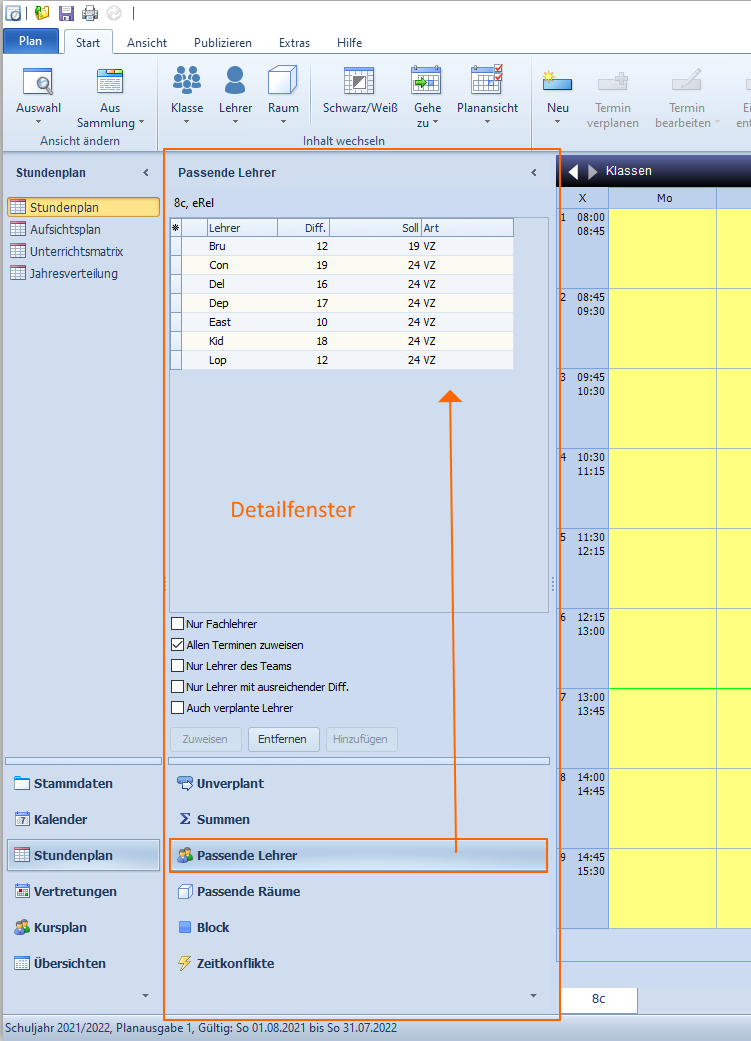 Plan Start Ansicht Publizieren Extras Hilfe
Auswahl Aus Sammlung Klasse Lehrer Raum Schwarz/Weiß Gehe zu Planansicht Neu Termin verplanen Termin bearbeiten
Ansicht ändern Inhalt wechseln
Stundenplan
Stundenplan
Aufsichtsplan
Unterrichtsmatrix
Jahresverteilung
Passende Lehrer
8c, eRel
Lehrer Diff. Soll Art
Bru 12 19 VZ
Con 19 24 VZ
Del 16 24 VZ
Dep 17 24 VZ
East 10 24 VZ
Kid 18 24 VZ
Lop 12 24 VZ
Detailfenster
Nur Fachlehrer
Allen Terminen zuweisen
Nur Lehrer des Teams
Nur Lehrer mit ausreichender Diff.
Auch verplante Lehrer
Zuweisen Entfernen Hinzufügen
Stammdaten
Kalender
Stundenplan
Vertretungen
Kursplan
Übersichten
Unverplant
Σ Summen
Passende Lehrer
Passende Räume
Block
Zeitkonflikte
Klassen
X Mo
1 08:00
08:45
2 08:45
09:30
3 09:45
10:30
4 10:30
11:15
5 11:30
12:15
6 12:15
13:00
7 13:00
13:45
8 14:00
14:45
9 14:45
15:30
8c
Schuljahr 2021/2022, Planausgabe 1, Gültig: So 01.08.2021 bis So 31.07.2022